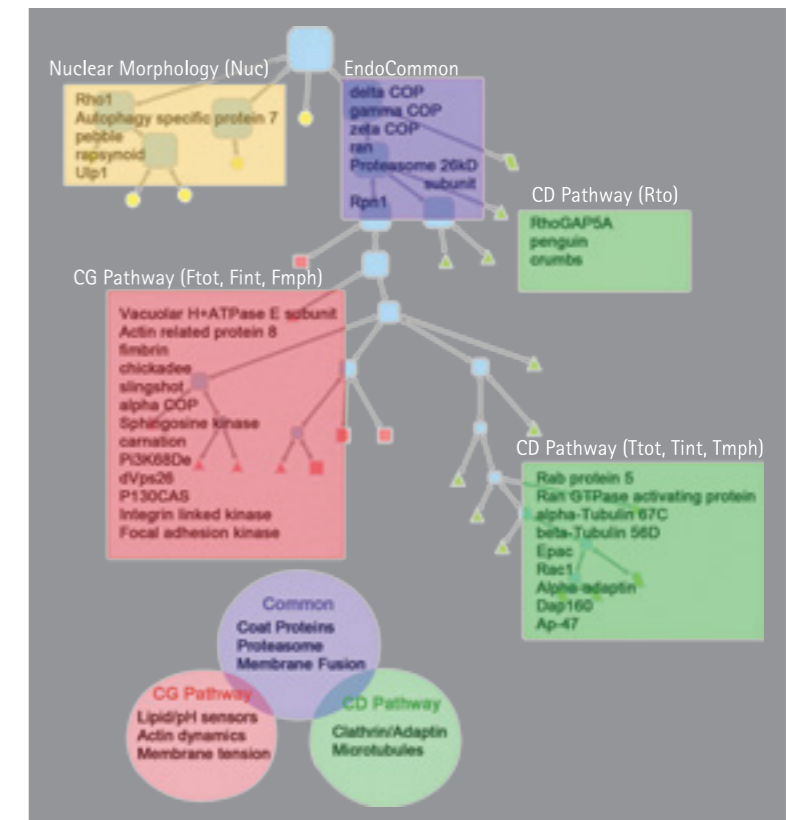 Nuclear Morphology (Nuc)
Rho1
Autophagy specific protein 7
pebble
rapsynoid
Ulp1
EndoCommon
delta COP
gamma COP
zeta COP
ran
Proteasome 26kD
subunit
Rpn1
CD Pathway (Rto)
RhoGAP5A
penguin
crumbs
CG Pathway (Ftot, Fint, Fmph)
Vacuolar H+ATPase E subunit
Actin related protein 8
fimbrin
chickadee
slingshot
alpha COP
Sphingosine kinase
carnation
Pi3K68De
dVps26
P130CAS
Integrin linked kinase
Focal adhesion kinase
CD Pathway (Ttot, Tint, Tmph)
Rab protein 5
Ran GTPase activating protein
alpha-Tubulin 67C
beta-Tubulin 56D
Epac
Rac1
Alpha-adaptin
Dap160
Ap-47
Common
Coat Proteins
Proteasome
Membrane Fusion
CG Pathway
Lipid/pH sensors
Actin dynamics
Membrane tension
CD Pathway
Clathrin/Adaptin
Microtubules